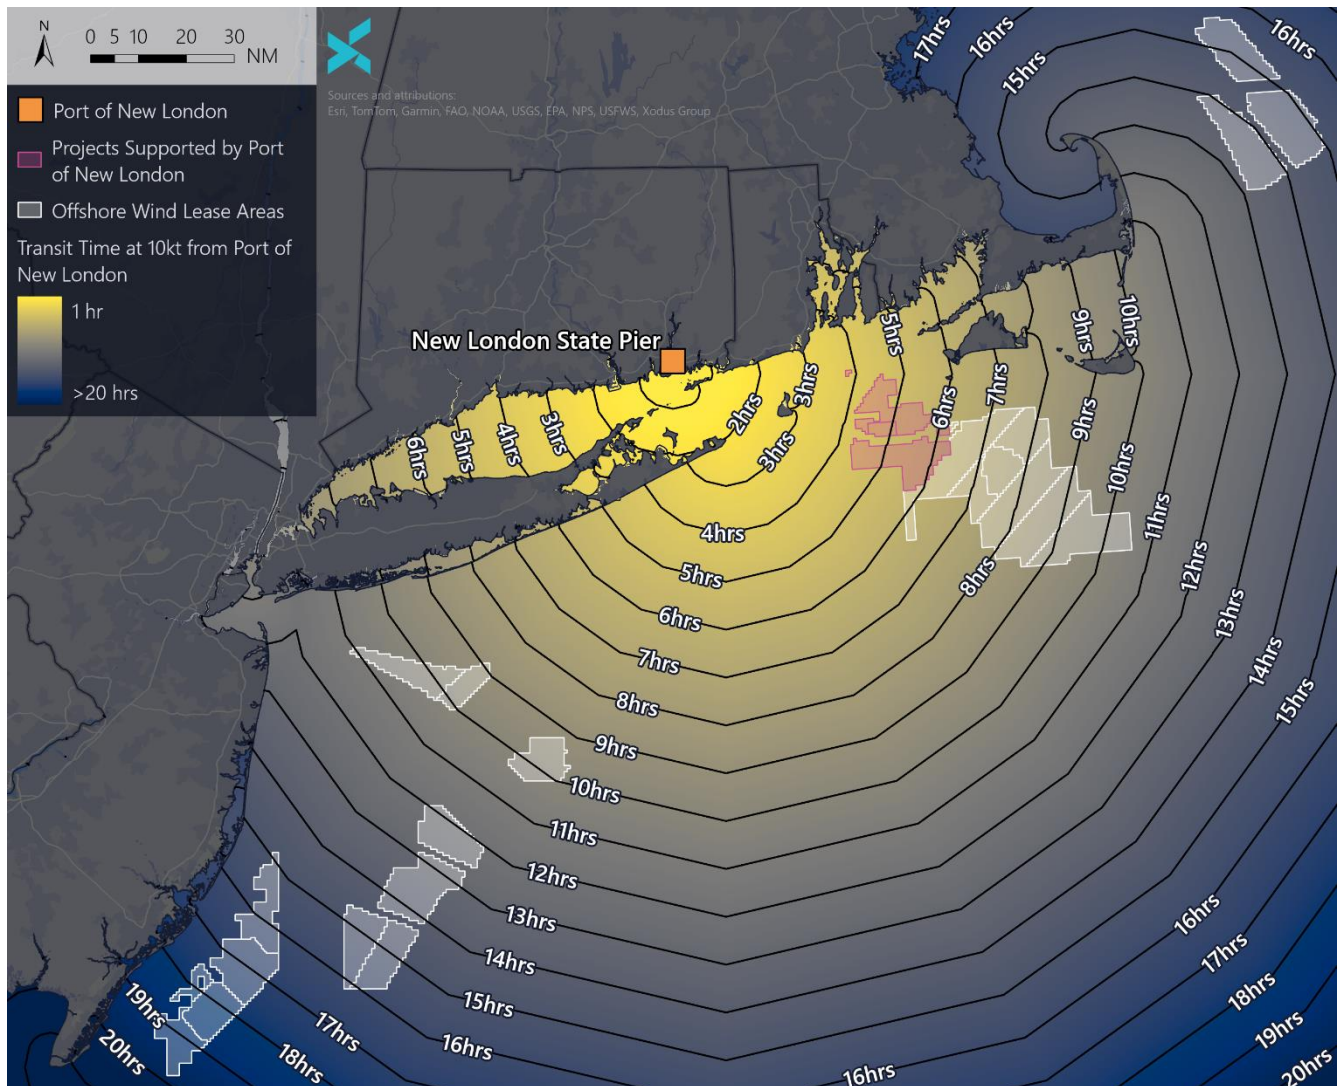 N
0 5 10 20 30
NM
Sources and attributions:
Esri, TomTom, Garmin, FAO, NOAA, USGS, EPA, NPS, USFWS, Xodus Group
Port of New London
Projects Supported by Port
of New London
Offshore Wind Lease Areas
Transit Time at 10kt from Port of
New London
1 hr
>20 hrs
17hrs
16hrs
15hrs
16hrs
New London State Pier
6hrs
5hrs
4hrs
3hrs
2hrs
3hrs
3hrs
5hrs
6hrs
7hrs
9hrs
10hrs
9hrs
10hrs
11hrs
12hrs
13hrs
14hrs
15hrs
4hrs
5hrs
6hrs
7hrs
8hrs
8hrs
9hrs
10hrs
11hrs
12hrs
13hrs
14hrs
15hrs
16hrs
17hrs
18hrs
19hrs
20hrs
16hrs
16hrs
17hrs
18hrs
19hrs
20hrs